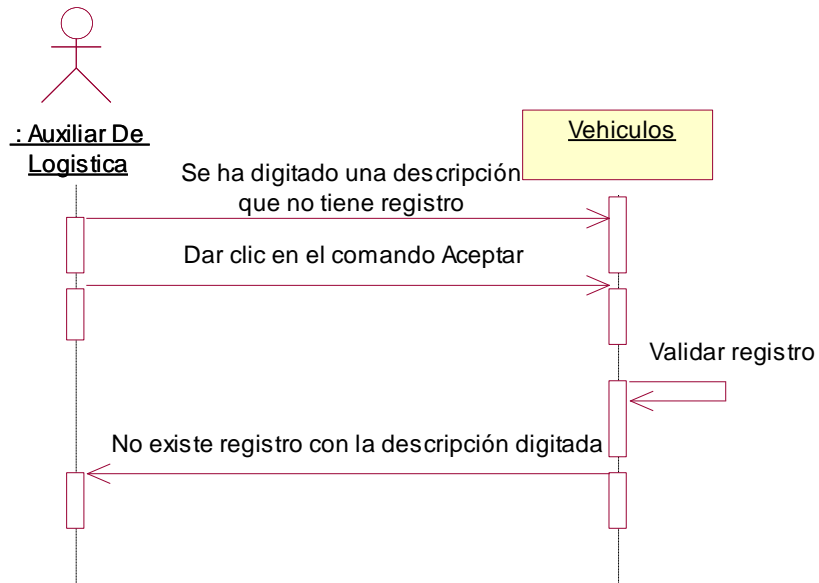 : Auxiliar De
Logistica
Vehiculos
Se ha digitado una descripción
que no tiene registro
Dar clic en el comando Aceptar
Validar registro
No existe registro con la descripción digitada